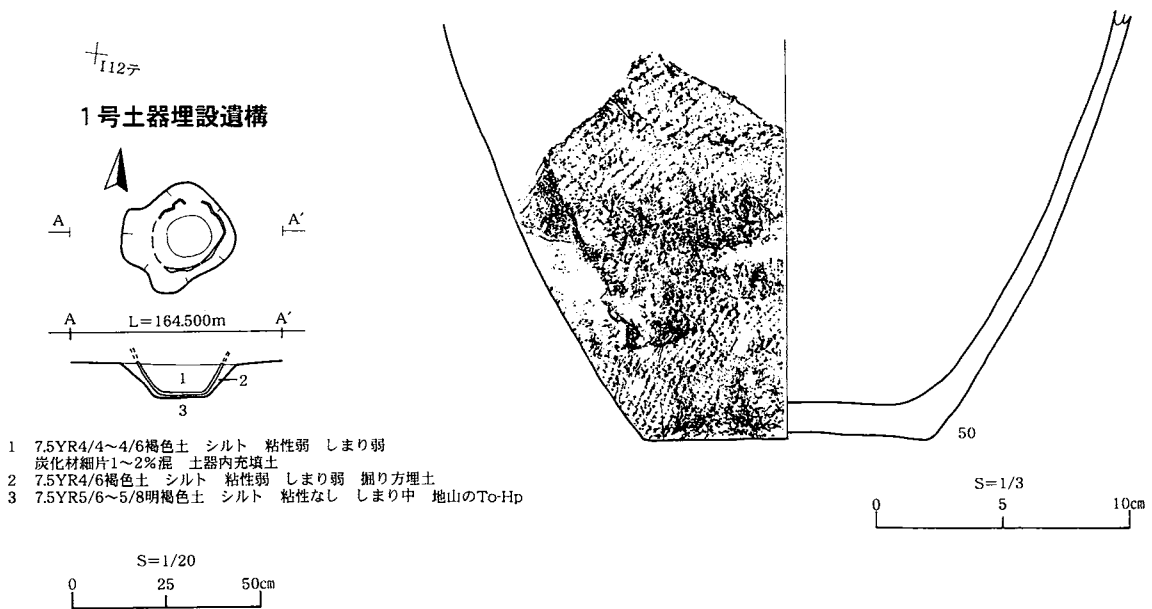 I12テ
1号土器埋設遺構
A
A′
A L=164.500m A′
1
2
3
1 7.5YR4/4~4/6褐色土 シルト 粘性弱 しまり弱
炭化材細片1~2%混 土器内充填土
2 7.5YR4/6褐色土 シルト 粘性弱 しまり弱 掘り方埋土
3 7.5YR5/6~5/8明褐色土 シルト 粘性なし しまり中 地山のTo-Hp
S=1/20
0 25 50cm
50
S=1/3
0 5 10cm